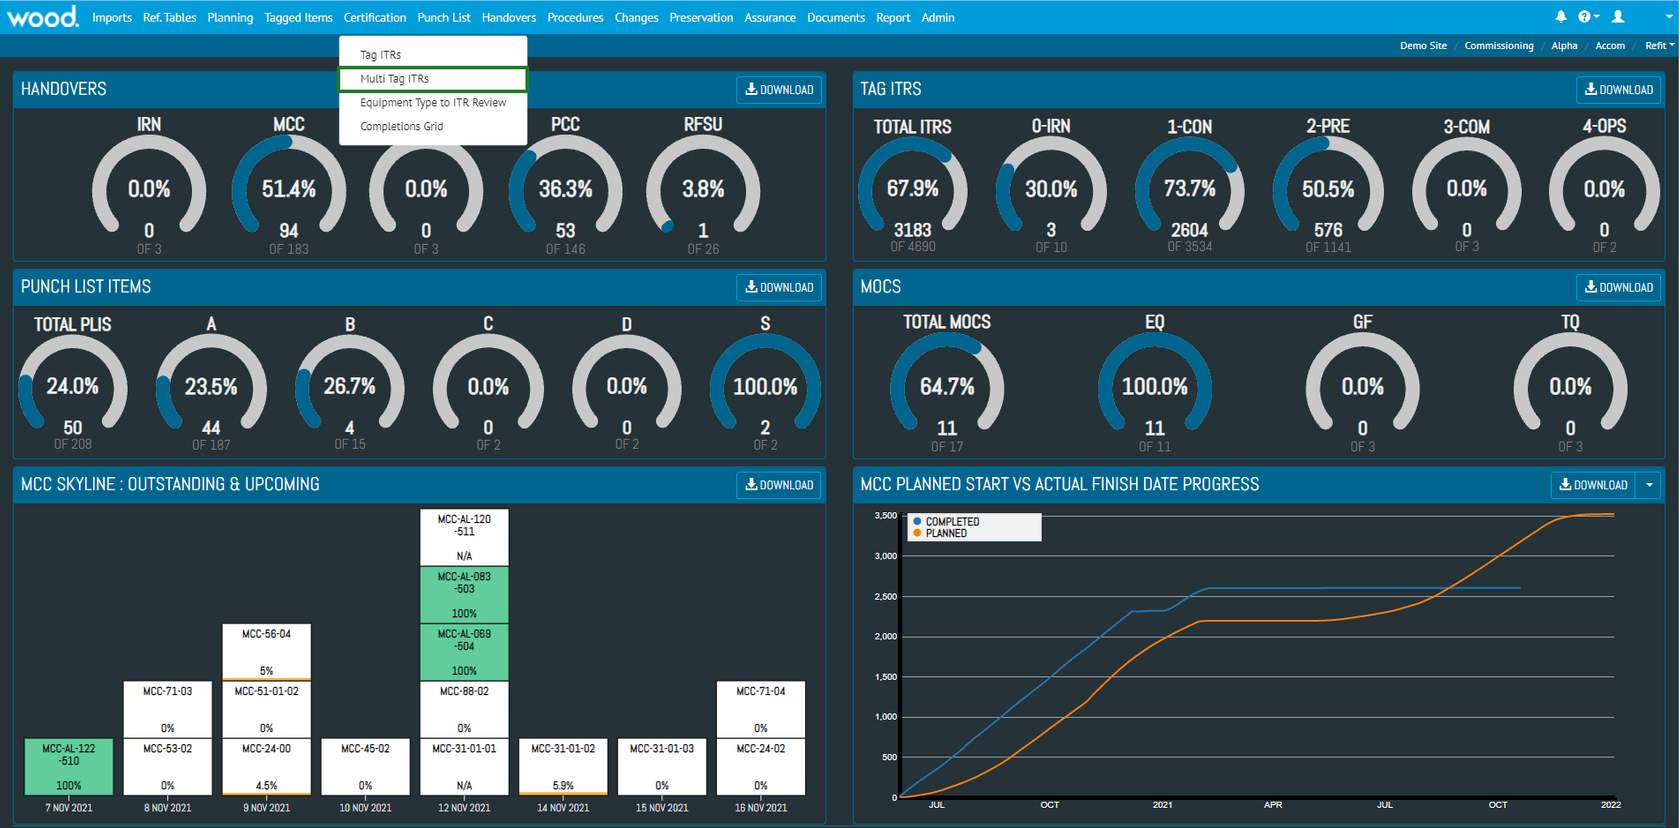 wood.
Imports Ref. Tables Planning Tagged Items Certification Punch List Handovers Procedures Changes Preservation Assurance Documents Report Admin
Demo Site / Commissioning / Alpha / Accom / Refit
Tag ITRs
Multi Tag ITRs
Equipment Type to ITR Review
Completions Grid
HANDOVERS
DOWNLOAD
IRN MCC PCC RFSU
0.0% 51.4% 0.0% 36.3% 3.8%
0 94 0 53 1
OF 3 OF 183 OF 3 OF 146 OF 26
TAG ITRS
DOWNLOAD
TOTAL ITRS 0-IRN 1-CON 2-PRE 3-COM 4-OPS
67.9% 30.0% 73.7% 50.5% 0.0% 0.0%
3183 3 2604 576 0 0
OF 4690 OF 10 OF 3534 OF 1141 OF 3 OF 2
PUNCH LIST ITEMS
DOWNLOAD
TOTAL PLIS A B C D S
24.0% 23.5% 26.7% 0.0% 0.0% 100.0%
50 44 4 0 0 2
OF 208 OF 187 OF 15 OF 2 OF 2 OF 2
MOCS
DOWNLOAD
TOTAL MOCS EQ GF TQ
64.7% 100.0% 0.0% 0.0%
11 11 0 0
OF 17 OF 11 OF 3 OF 3
MCC SKYLINE : OUTSTANDING & UPCOMING
DOWNLOAD
MCC-AL-120
-511
N/A
MCC-AL-083
-503
100%
MCC-56-04
5%
MCC-AL-069
-504
100%
MCC-71-03
0%
MCC-51-01-02
0%
MCC-88-02
0%
MCC-71-04
0%
MCC-AL-122
-510
100%
MCC-53-02
0%
MCC-24-00
4.5%
MCC-45-02
0%
MCC-31-01-01
N/A
MCC-31-01-02
5.9%
MCC-31-01-03
0%
MCC-24-02
0%
7 NOV 2021 8 NOV 2021 9 NOV 2021 10 NOV 2021 12 NOV 2021 14 NOV 2021 15 NOV 2021 16 NOV 2021
MCC PLANNED START VS ACTUAL FINISH DATE PROGRESS
DOWNLOAD
COMPLETED
PLANNED
3,500
3,000
2,500
2,000
1,500
1,000
500
0
JUL OCT 2021 APR JUL OCT 2022